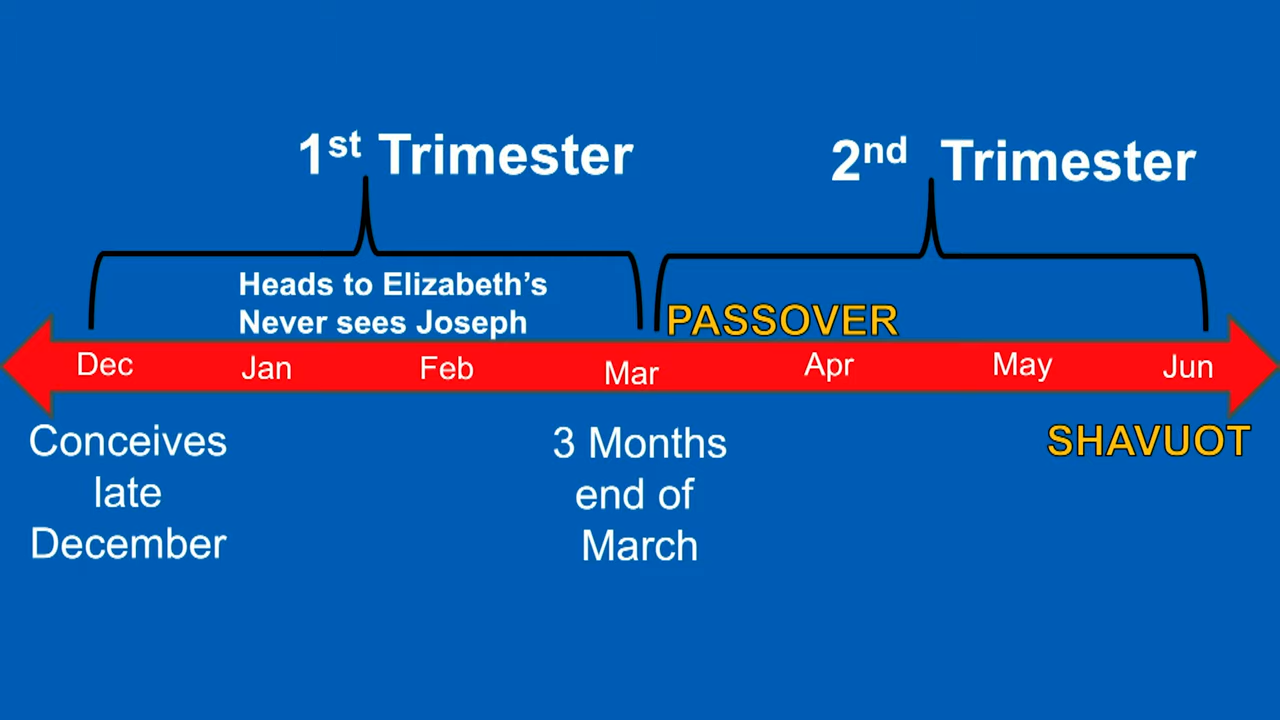 1st Trimester
2nd Trimester
Heads to Elizabeth's
Never sees Joseph
PASSOVER
Dec
Jan
Feb
Mar
Apr
May
Jun
Conceives
late
December
3 Months
end of
March
SHAVUOT